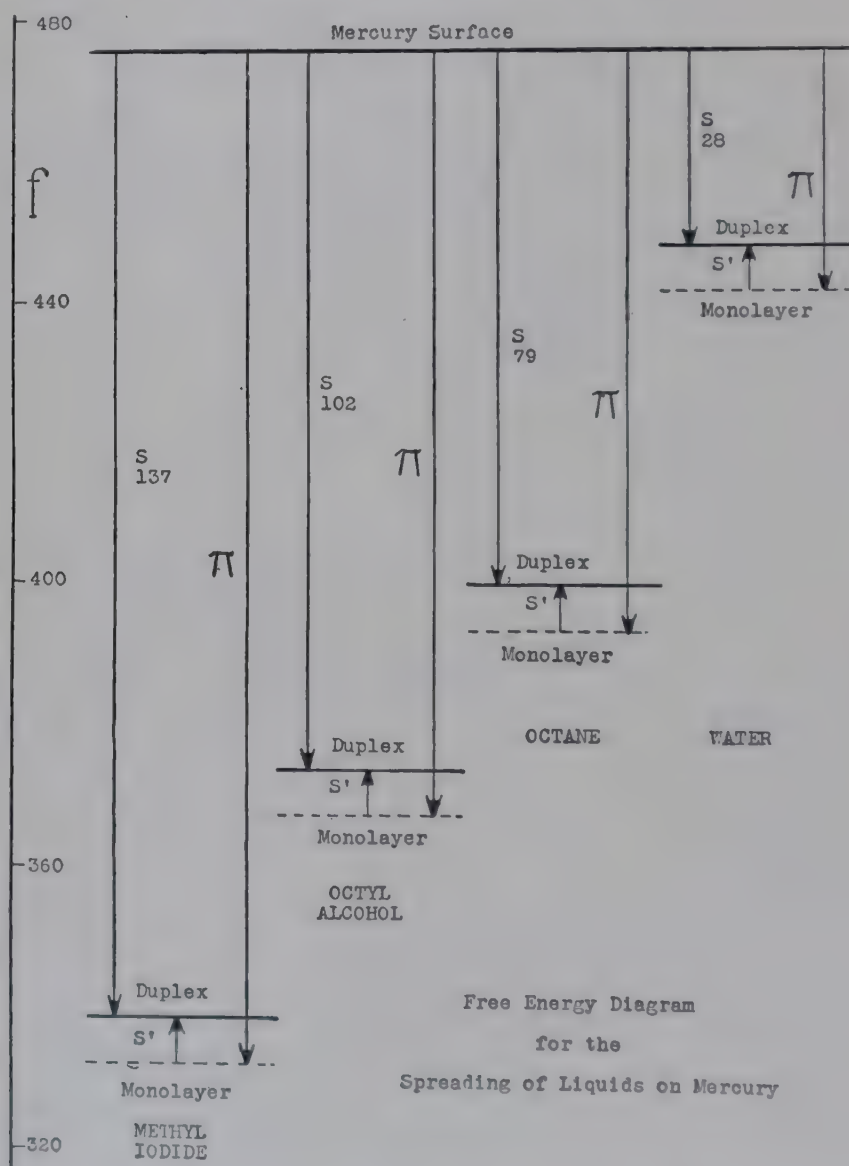 480
Mercury Surface
S
28
f
π
Duplex
S'
440
Monolayer
S
79
S
102
π
π
S
137
π
400
Duplex
S'
Monolayer
OCTANE
WATER
Duplex
S'
Monolayer
360
OCTYL
ALCOHOL
Duplex
S'
Free Energy Diagram
for the
Spreading of Liquids on Mercury
Monolayer
METHYL
IODIDE
320